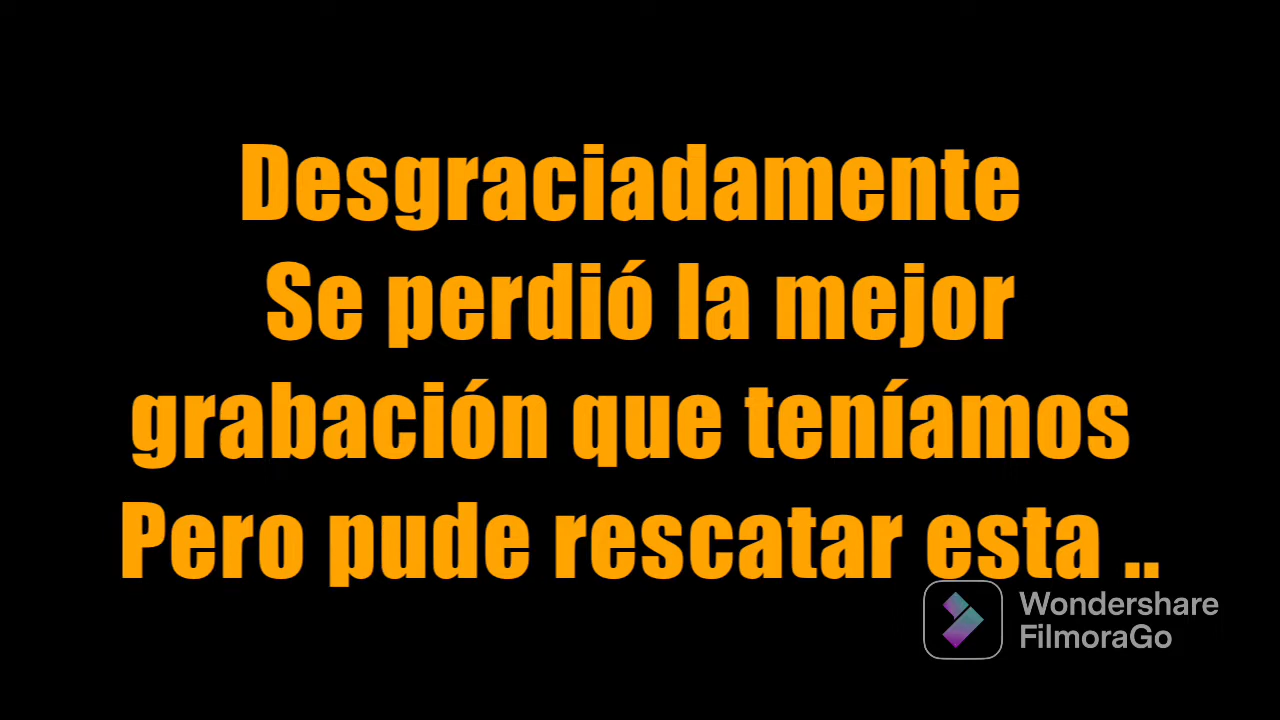 Desgraciadamente
Se perdió la mejor
grabación que teníamos
Pero pude rescatar esta ..
Wondershare
FilmoraGo